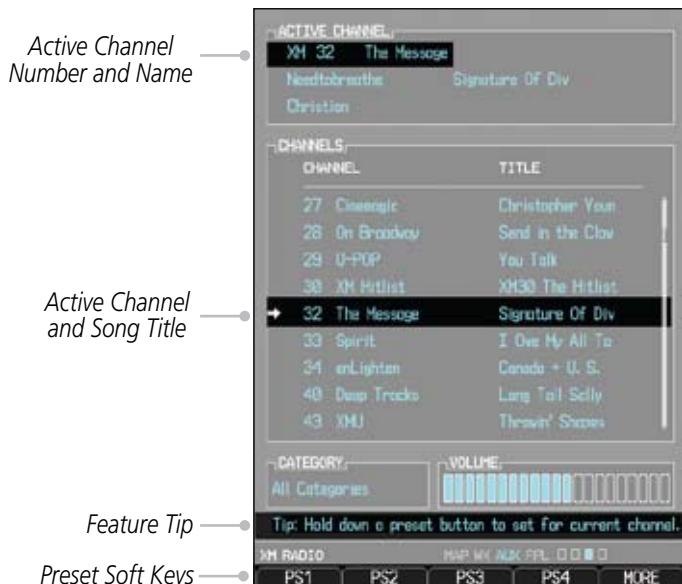 Active Channel
Number and Name
ACTIVE CHANNEL
XM 32 The Message
Needtobreathe Signature Of Div
Christian
CHANNELS
CHANNEL TITLE
27 Cinemagic Christopher Youn
28 On Broadway Send in the Clow
29 U-POP You Talk
30 XM Hitlist XM30 The Hitlist
Active Channel
and Song Title
32 The Message Signature Of Div
33 Spirit I Owe My All To
34 enLighten Canada + U. S.
40 Deep Tracks Long Tall Sally
43 XMU Throwin' Shapes
CATEGORY
All Categories
VOLUME
Feature Tip
Tip: Hold down a preset button to set for current channel.
XM RADIO MAP WX AUX FPL
Preset Soft Keys
PS1 PS2 PS3 PS4 MORE